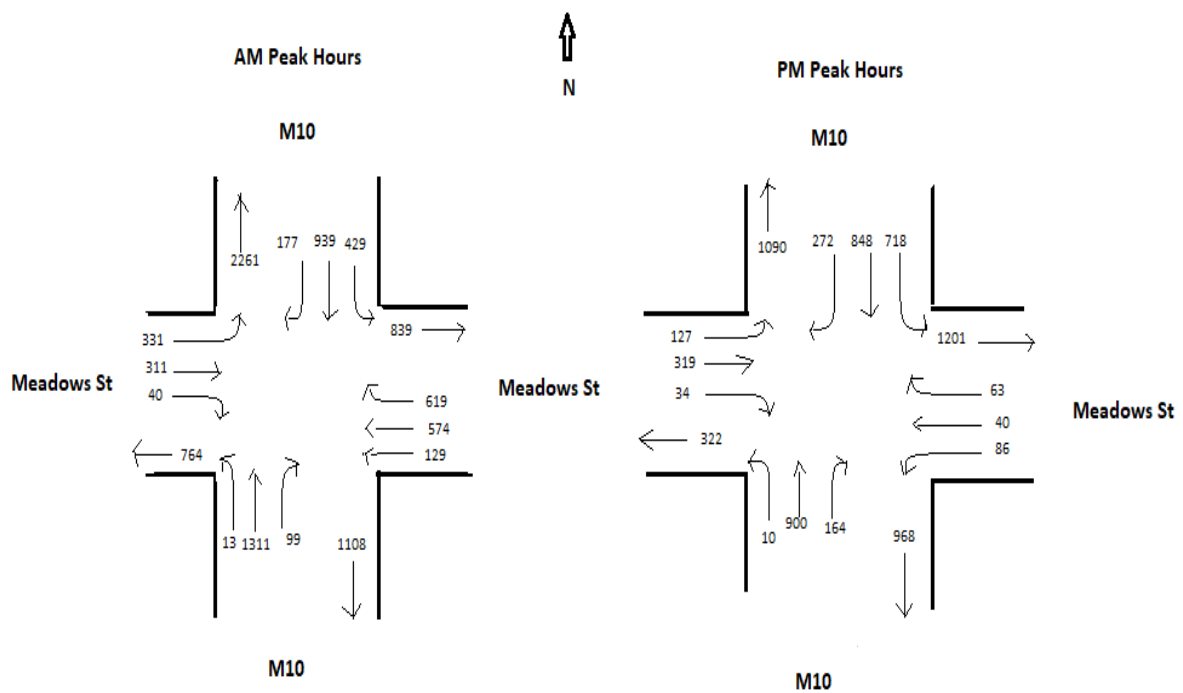 AM Peak Hours
N
PM Peak Hours
M10
M10
177 939 429
2261
272 848 718
1090
331
839
127
1201
311
319
Meadows St
40
Meadows St
34
619
63
574
40
Meadows St
764
129
322
86
13 1311 99 1108
10 900 164 968
M10
M10